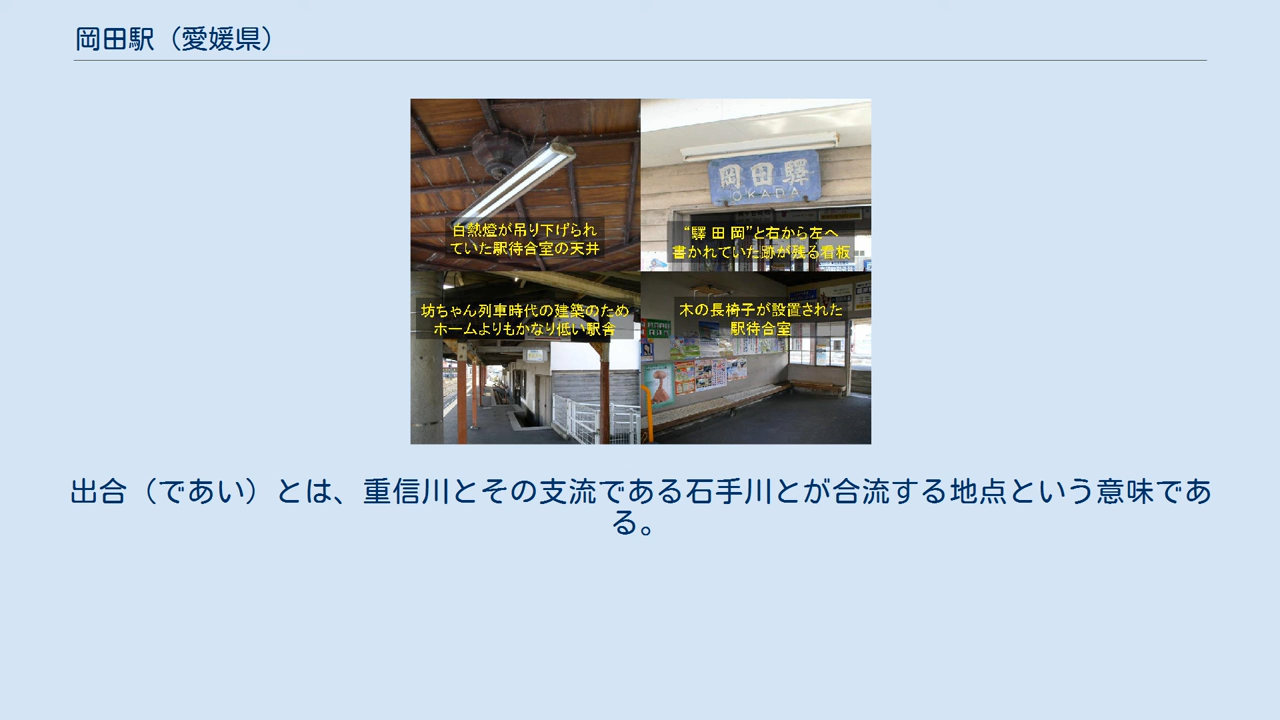 岡田駅（愛媛県）
白熱燈が吊り下げられ
ていた駅待合室の天井
岡田驛
OKADA
“驛 田 岡”と右から左へ
書かれていた跡が残る看板
坊ちゃん列車時代の建築のため
ホームよりもかなり低い駅舎
木の長椅子が設置された
駅待合室
出合（であい）とは、重信川とその支流である石手川とが合流する地点という意味であ
る。